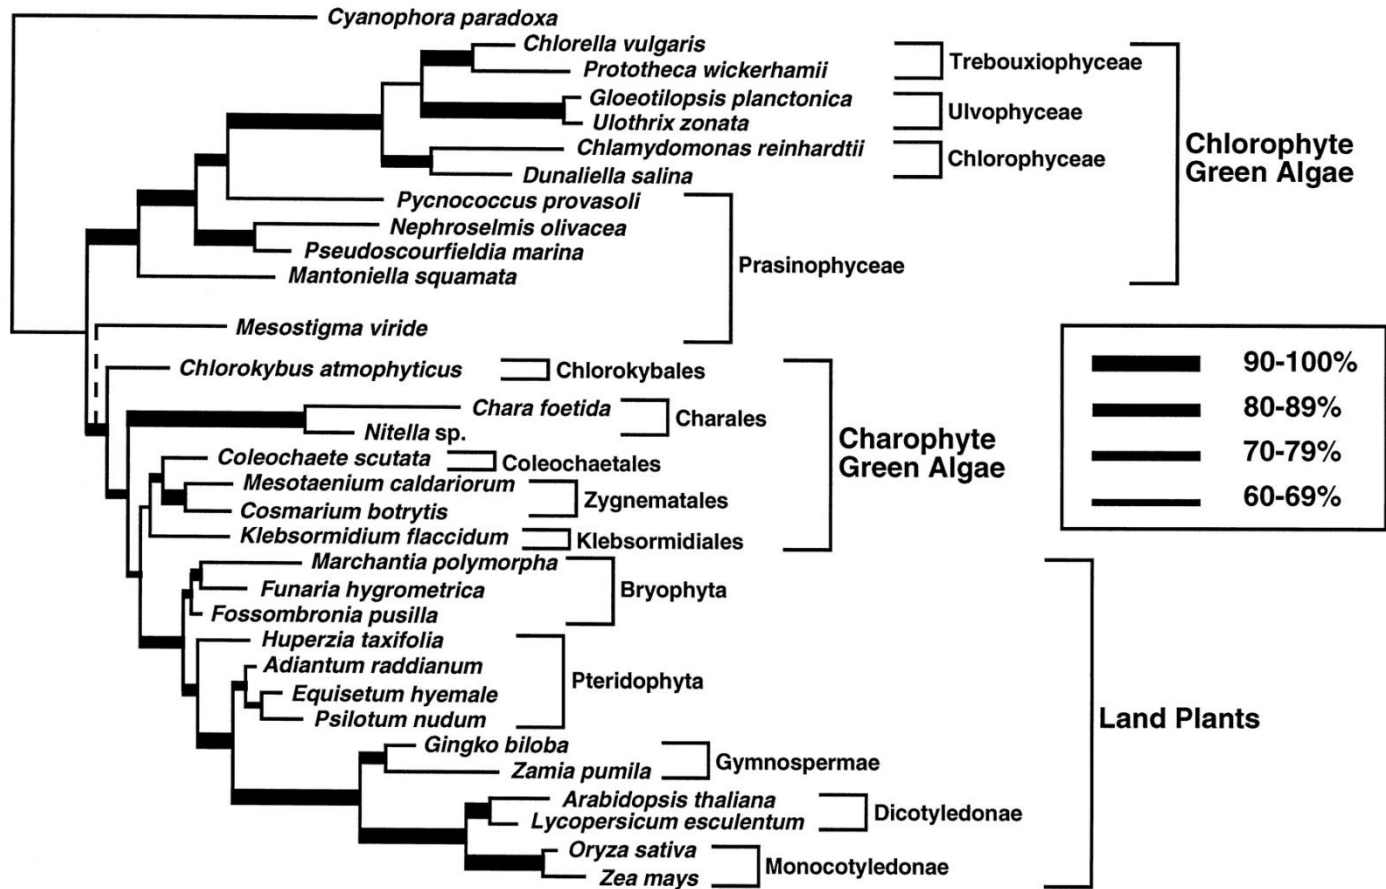 Cyanophora paradoxa
Chlorella vulgaris
Prototheca wickerhamii
Trebouxiophyceae
Gloeotilopsis planctonica
Ulothrix zonata
Ulvophyceae
Chlamydomonas reinhardtii
Dunaliella salina
Chlorophyceae
Chlorophyte
Green Algae
Pycnococcus provasoli
Nephroselmis olivacea
Pseudoscourfieldia marina
Mantoniella squamata
Prasinophyceae
Mesostigma viride
Chlorokybus atmophyticus
Chlorokybales
Chara foetida
Nitella sp.
Charales
Coleochaete scutata
Coleochaetales
Mesotaenium caldariorum
Cosmarium botrytis
Zygnematales
Klebsormidium flaccidum
Klebsormidiales
Charophyte
Green Algae
90-100%
80-89%
70-79%
60-69%
Marchantia polymorpha
Funaria hygrometrica
Fossombronia pusilla
Bryophyta
Huperzia taxifolia
Adiantum raddianum
Equisetum hyemale
Psilotum nudum
Pteridophyta
Gingko biloba
Zamia pumila
Gymnospermae
Arabidopsis thaliana
Lycopersicum esculentum
Dicotyledonae
Oryza sativa
Zea mays
Monocotyledonae
Land Plants